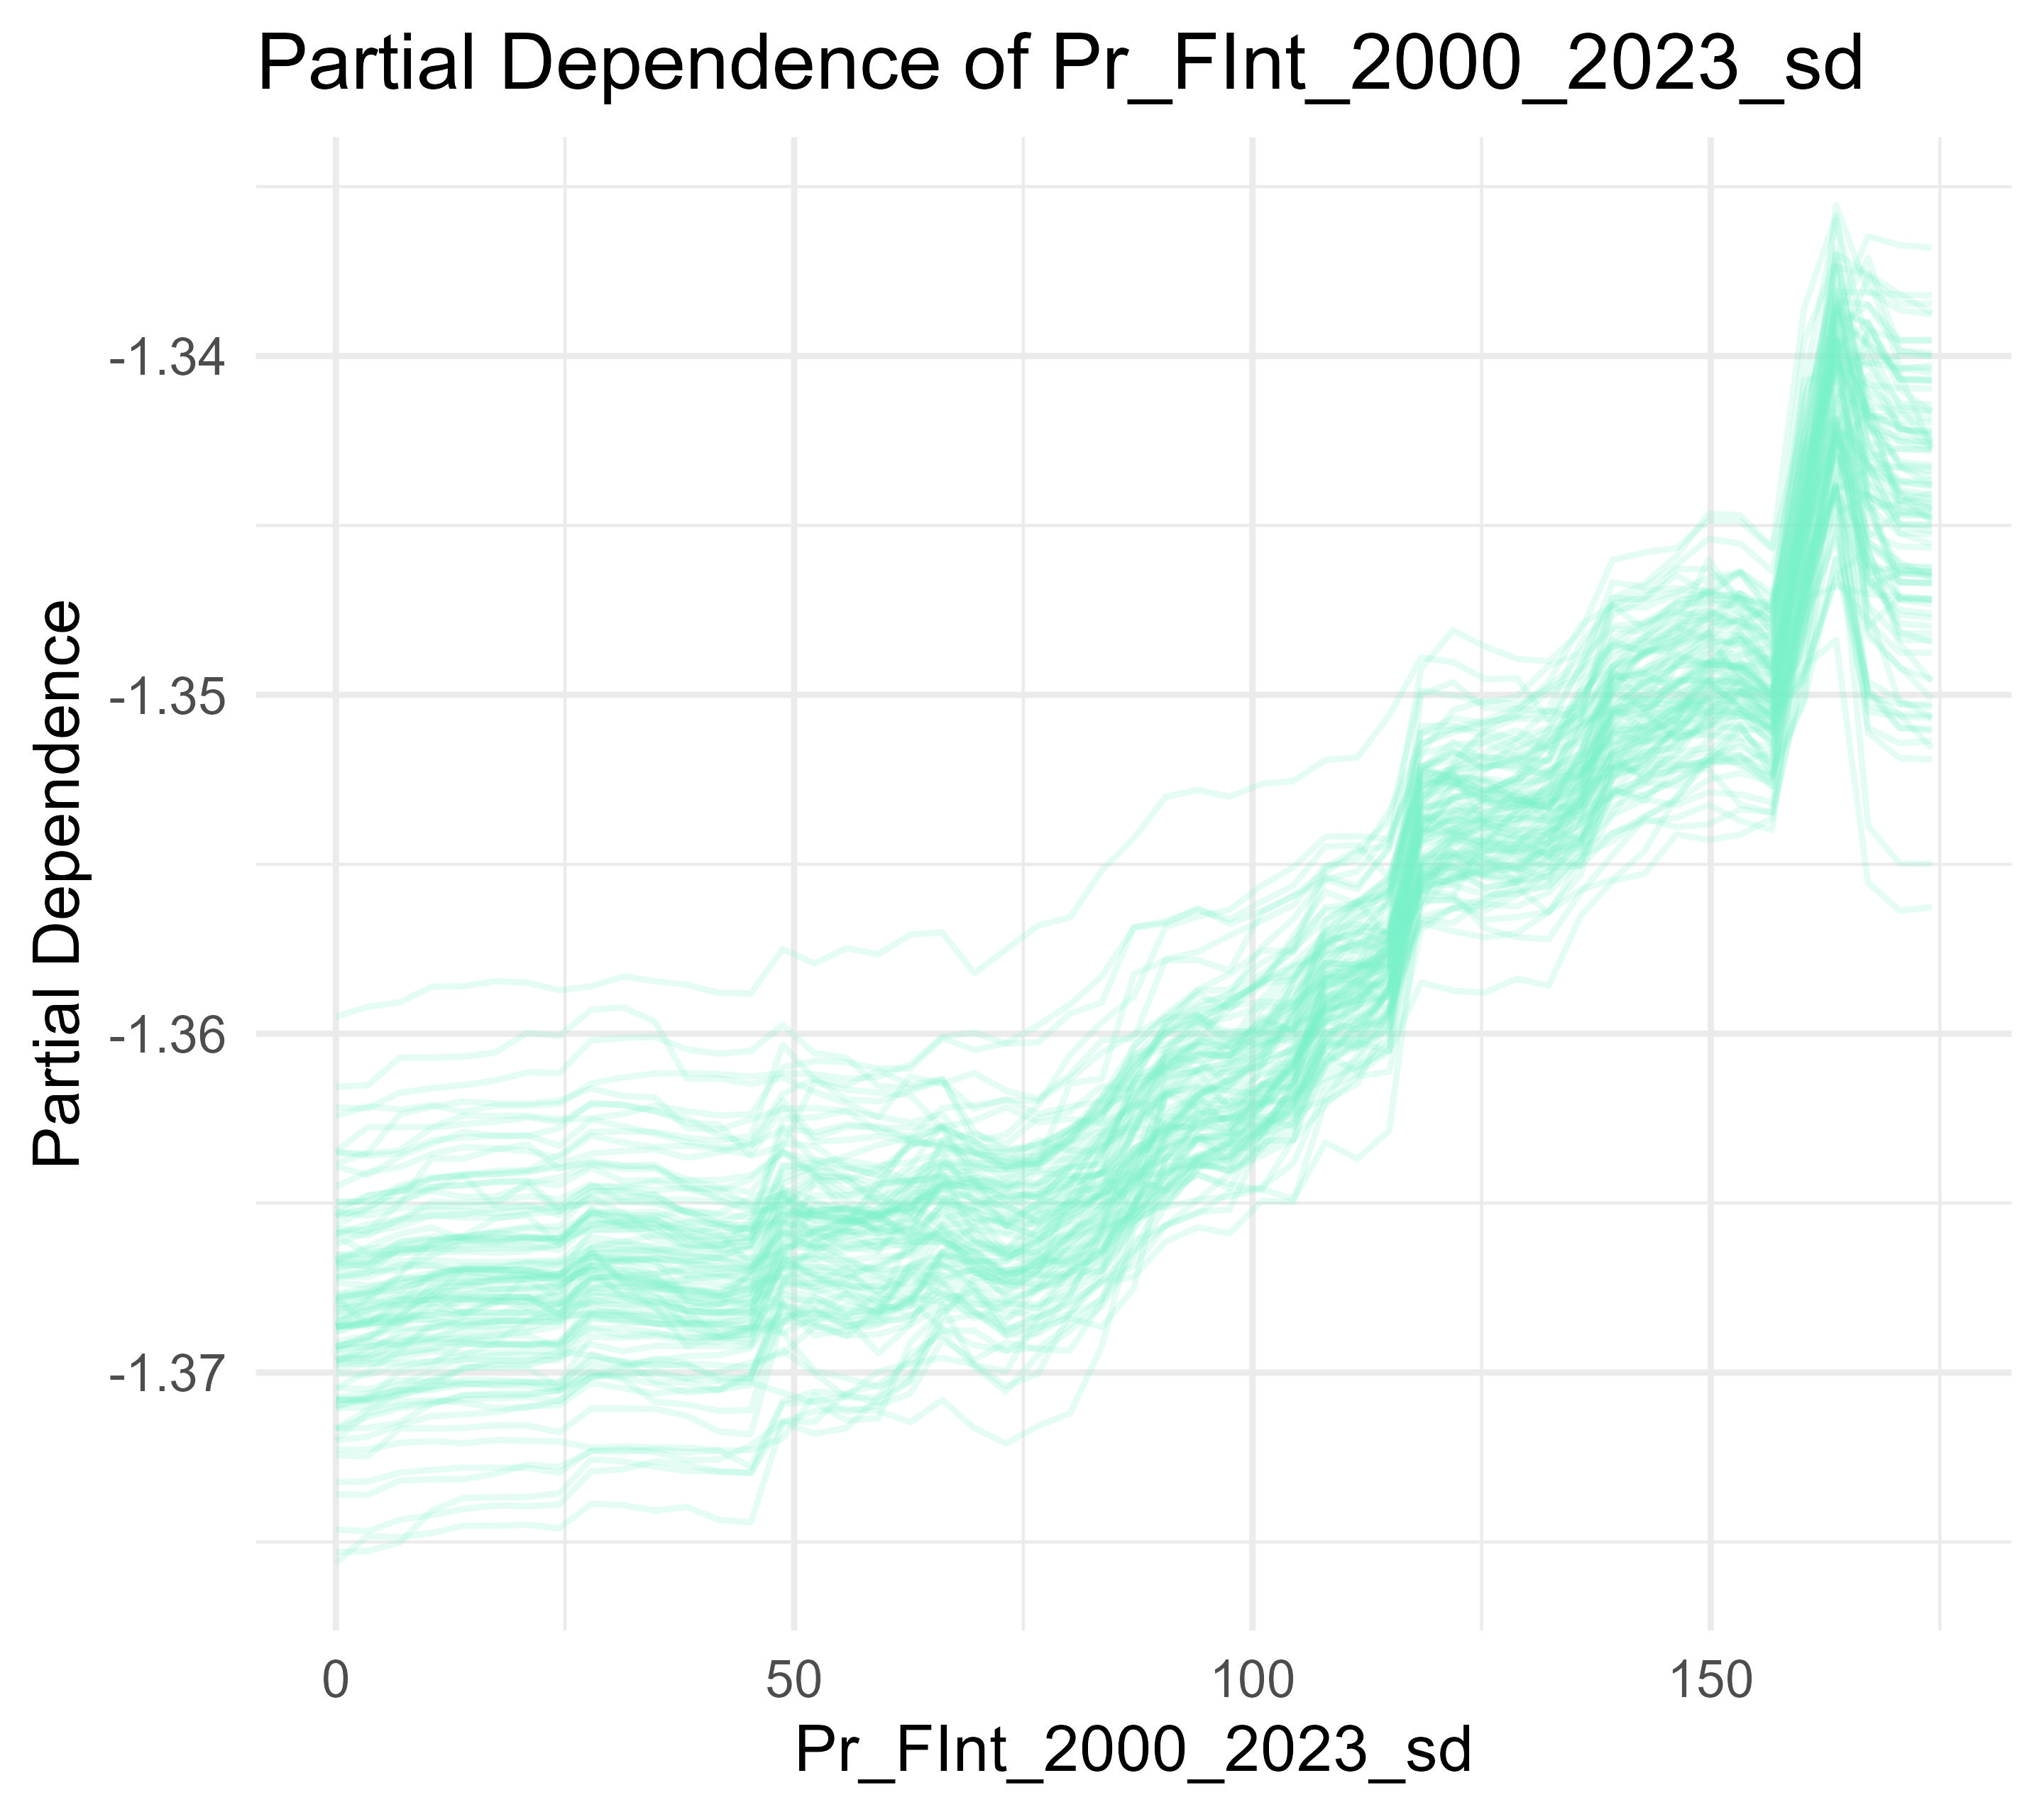 Partial Dependence of Pr_FInt_2000_2023_sd
Partial Dependence
-1.34
-1.35
-1.36
-1.37
0 50 100 150
Pr_FInt_2000_2023_sd